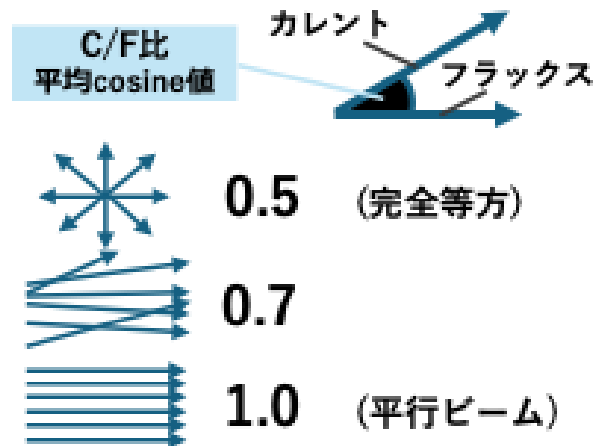 C/F比
平均cosine値
カレント
フラックス
0.5 (完全等方)
0.7
1.0 (平行ビーム)